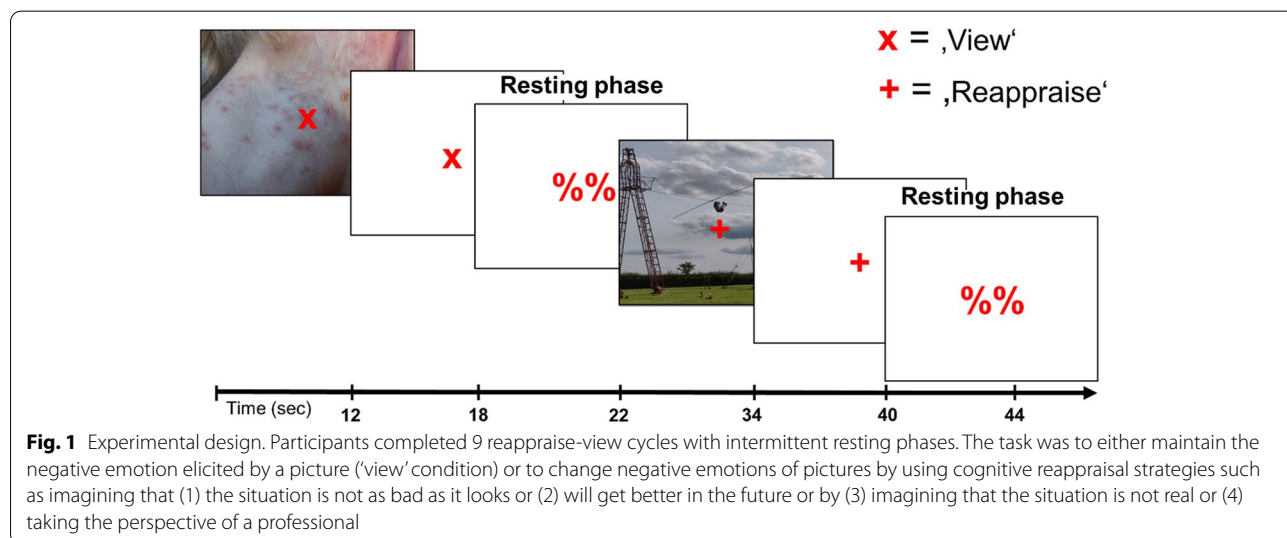 x = ‚View‘
+ = ‚Reappraise‘
x
x
Resting phase
%%
+
+
Resting phase
%%
Time (sec) 12 18 22 34 40 44
Fig. 1 Experimental design. Participants completed 9 reappraise-view cycles with intermittent resting phases. The task was to either maintain the
negative emotion elicited by a picture (‘view’ condition) or to change negative emotions of pictures by using cognitive reappraisal strategies such
as imagining that (1) the situation is not as bad as it looks or (2) will get better in the future or by (3) imagining that the situation is not real or (4)
taking the perspective of a professional